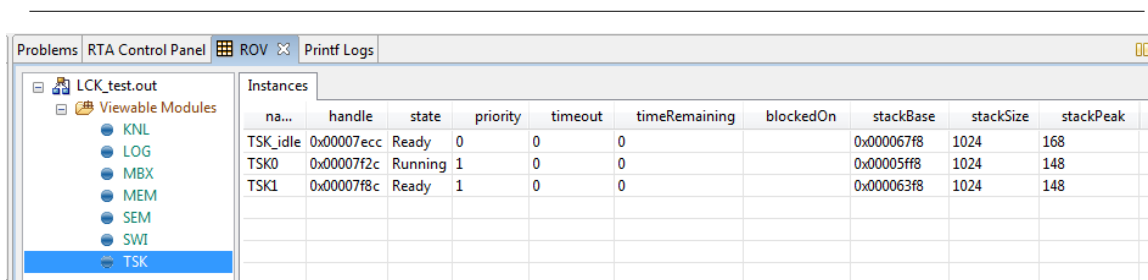 Problems RTA Control Panel ROV Printf Logs
LCK_test.out
Viewable Modules
KNL
LOG
MBX
MEM
SEM
SWI
TSK
Instances
na... handle state priority timeout timeRemaining blockedOn stackBase stackSize stackPeak
TSK_idle 0x00007ecc Ready 0 0 0 0x000067f8 1024 168
TSK0 0x00007f2c Running 1 0 0 0x00005ff8 1024 148
TSK1 0x00007f8c Ready 1 0 0 0x000063f8 1024 148